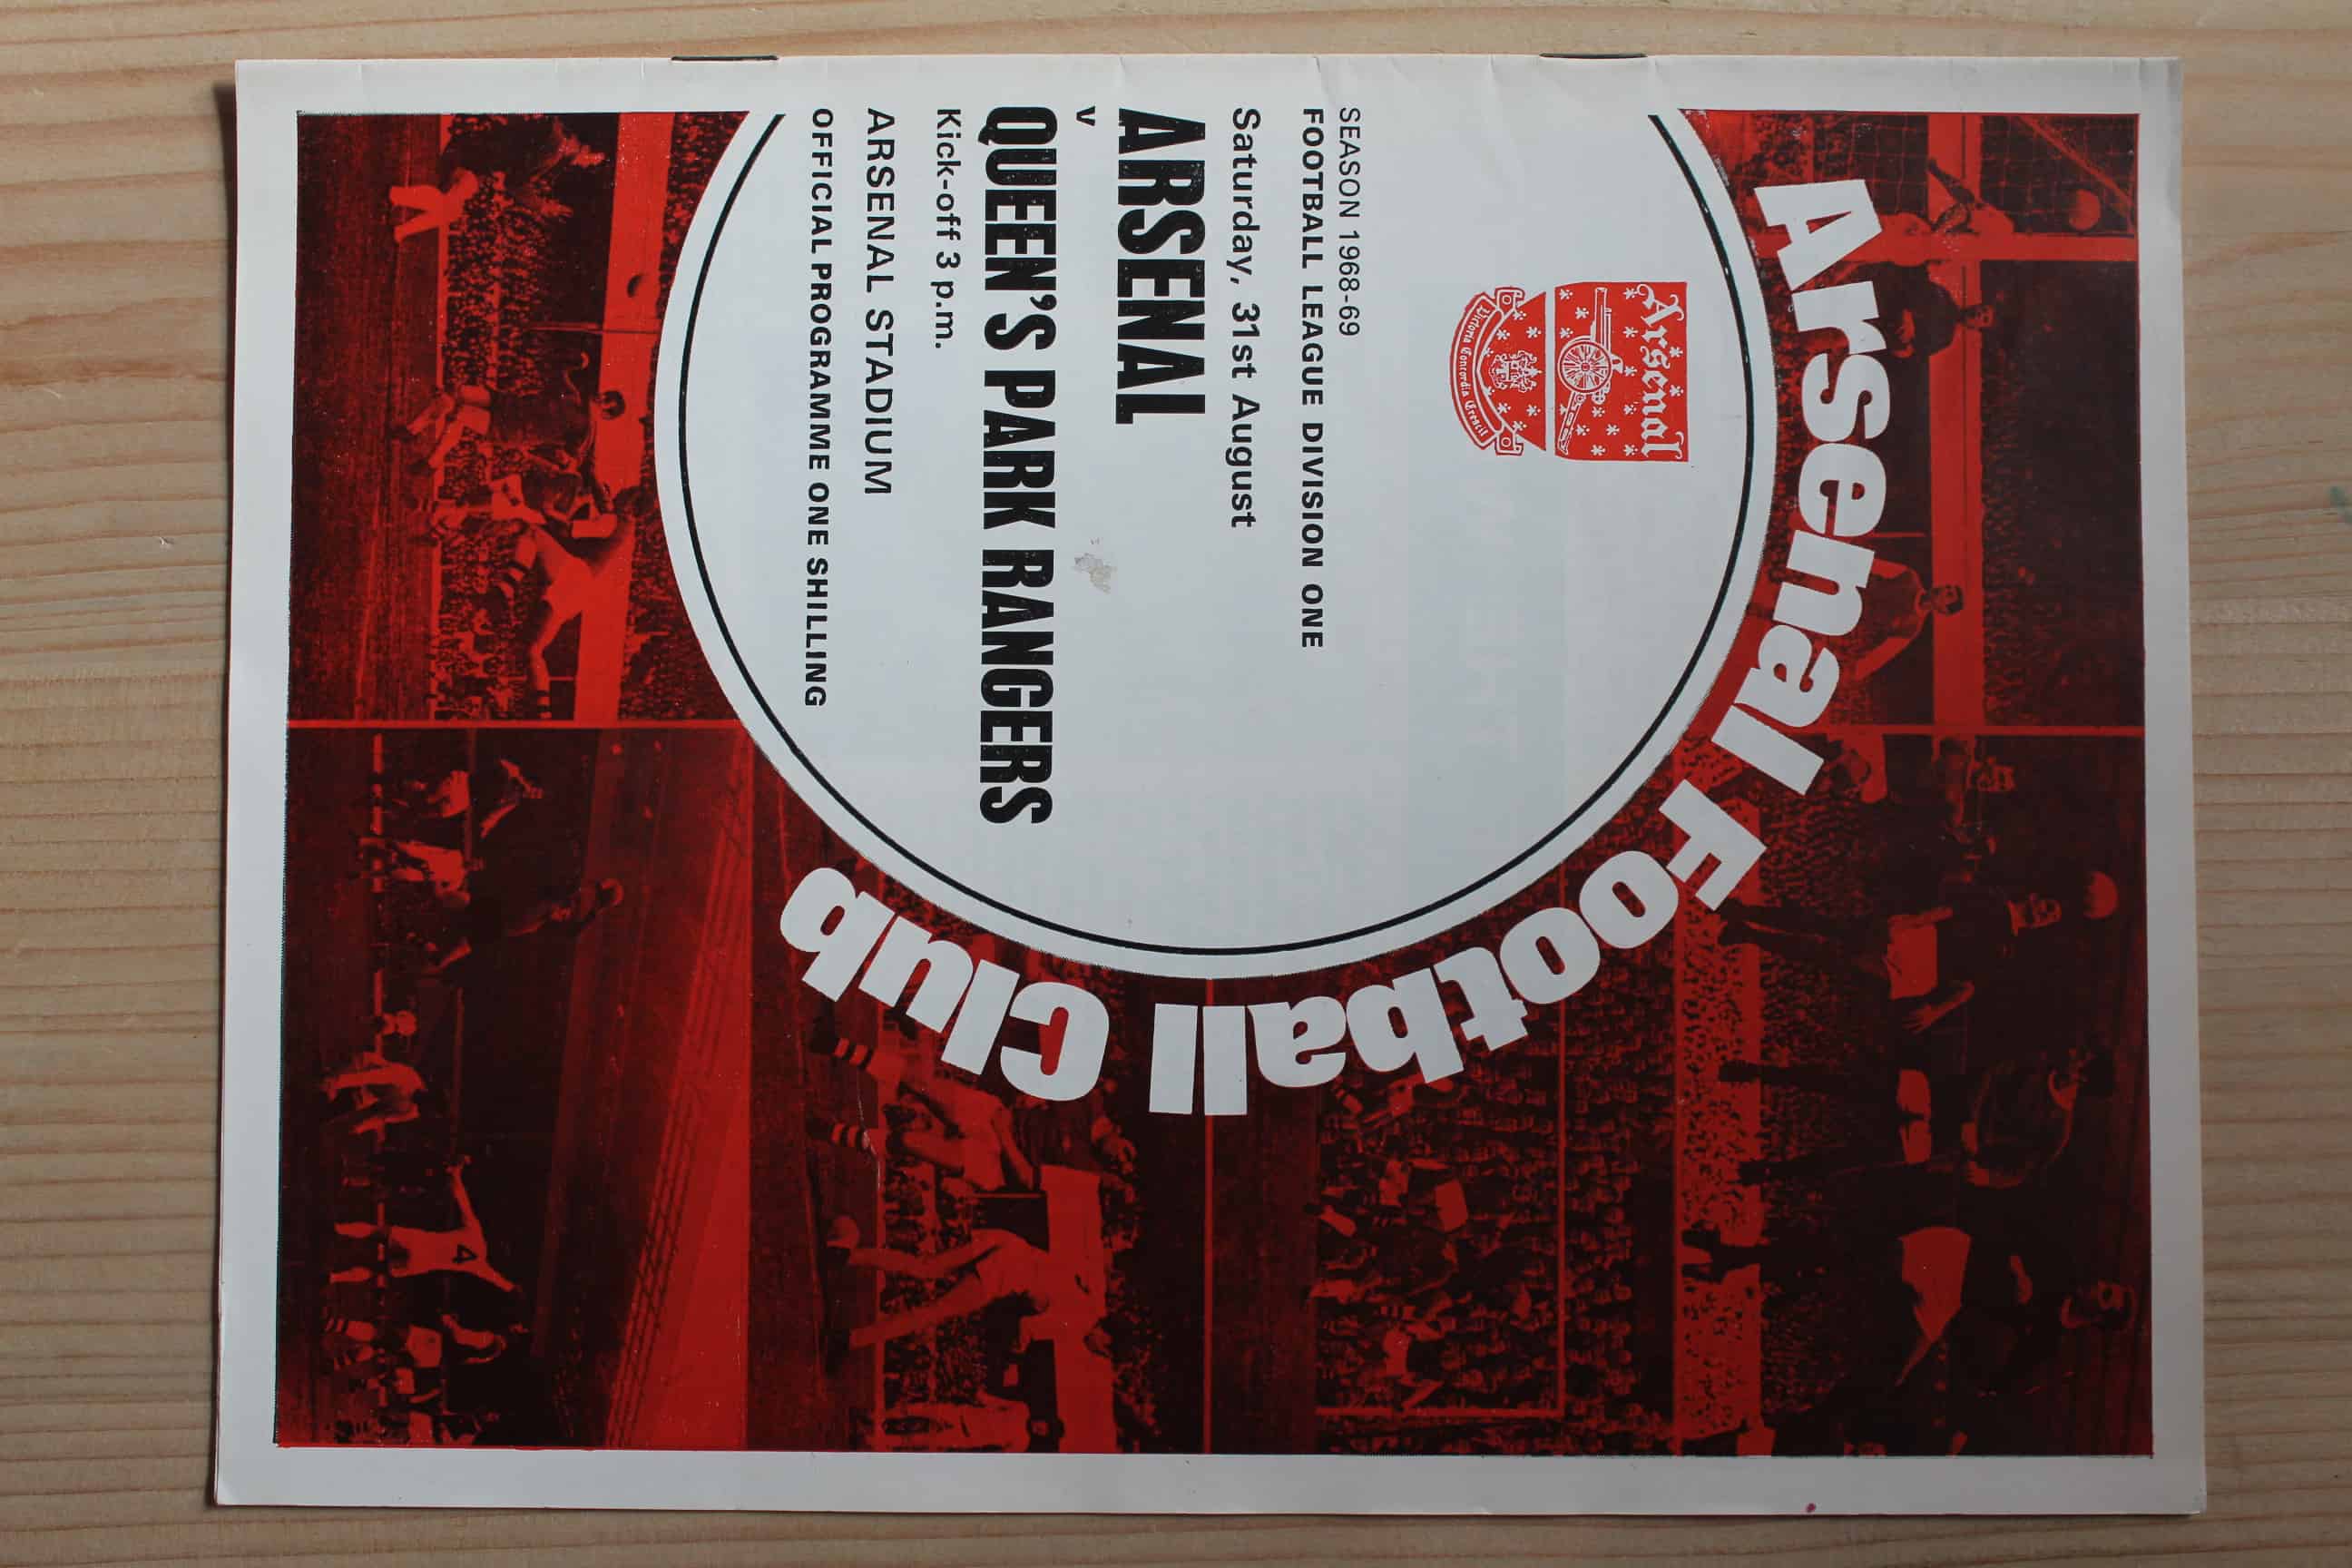 Arsenal Football Club
Arsenal
Victoria Concordia Crescit
SEASON 1968-69
FOOTBALL LEAGUE DIVISION ONE
Saturday, 31st August
ARSENAL
v
QUEEN'S PARK RANGERS
Kick-off 3 p.m.
ARSENAL STADIUM
OFFICIAL PROGRAMME ONE SHILLING
4